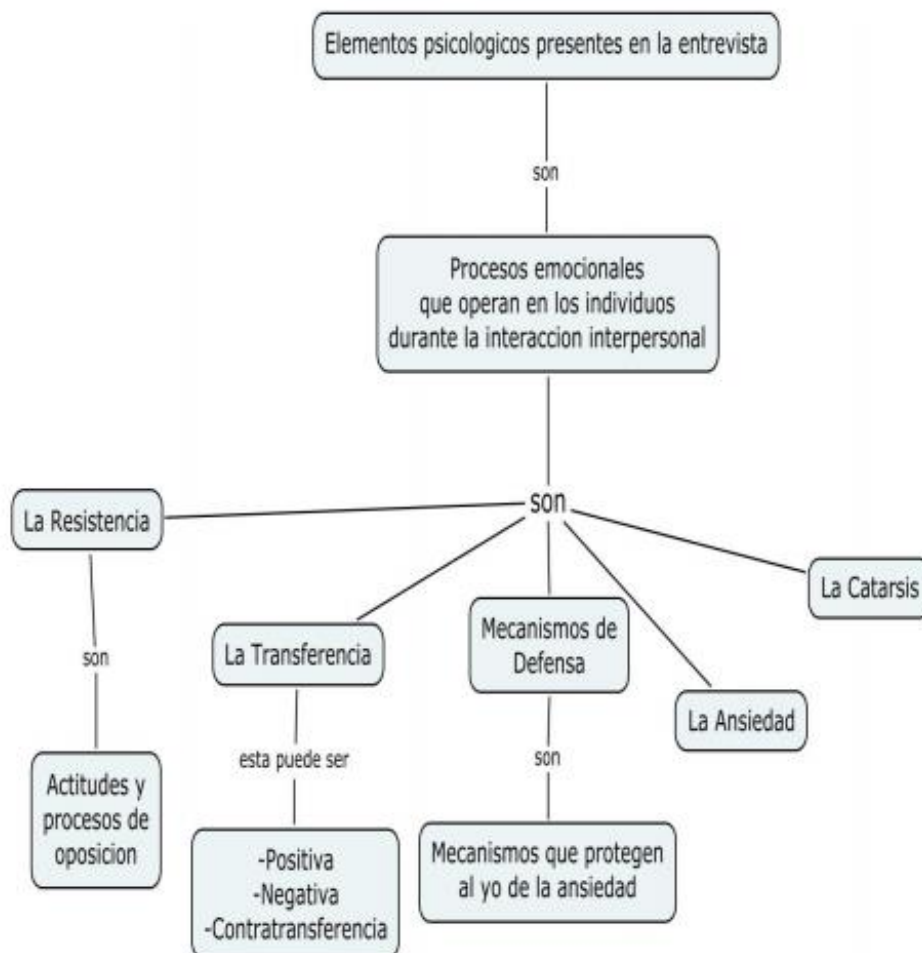 Elementos psicologicos presentes en la entrevista
son
Procesos emocionales
que operan en los individuos
durante la interaccion interpersonal
son
La Resistencia
son
Actitudes y
procesos de
oposicion
La Transferencia
esta puede ser
-Positiva
-Negativa
-Contratransferencia
Mecanismos de
Defensa
son
Mecanismos que protegen
al yo de la ansiedad
La Ansiedad
La Catarsis